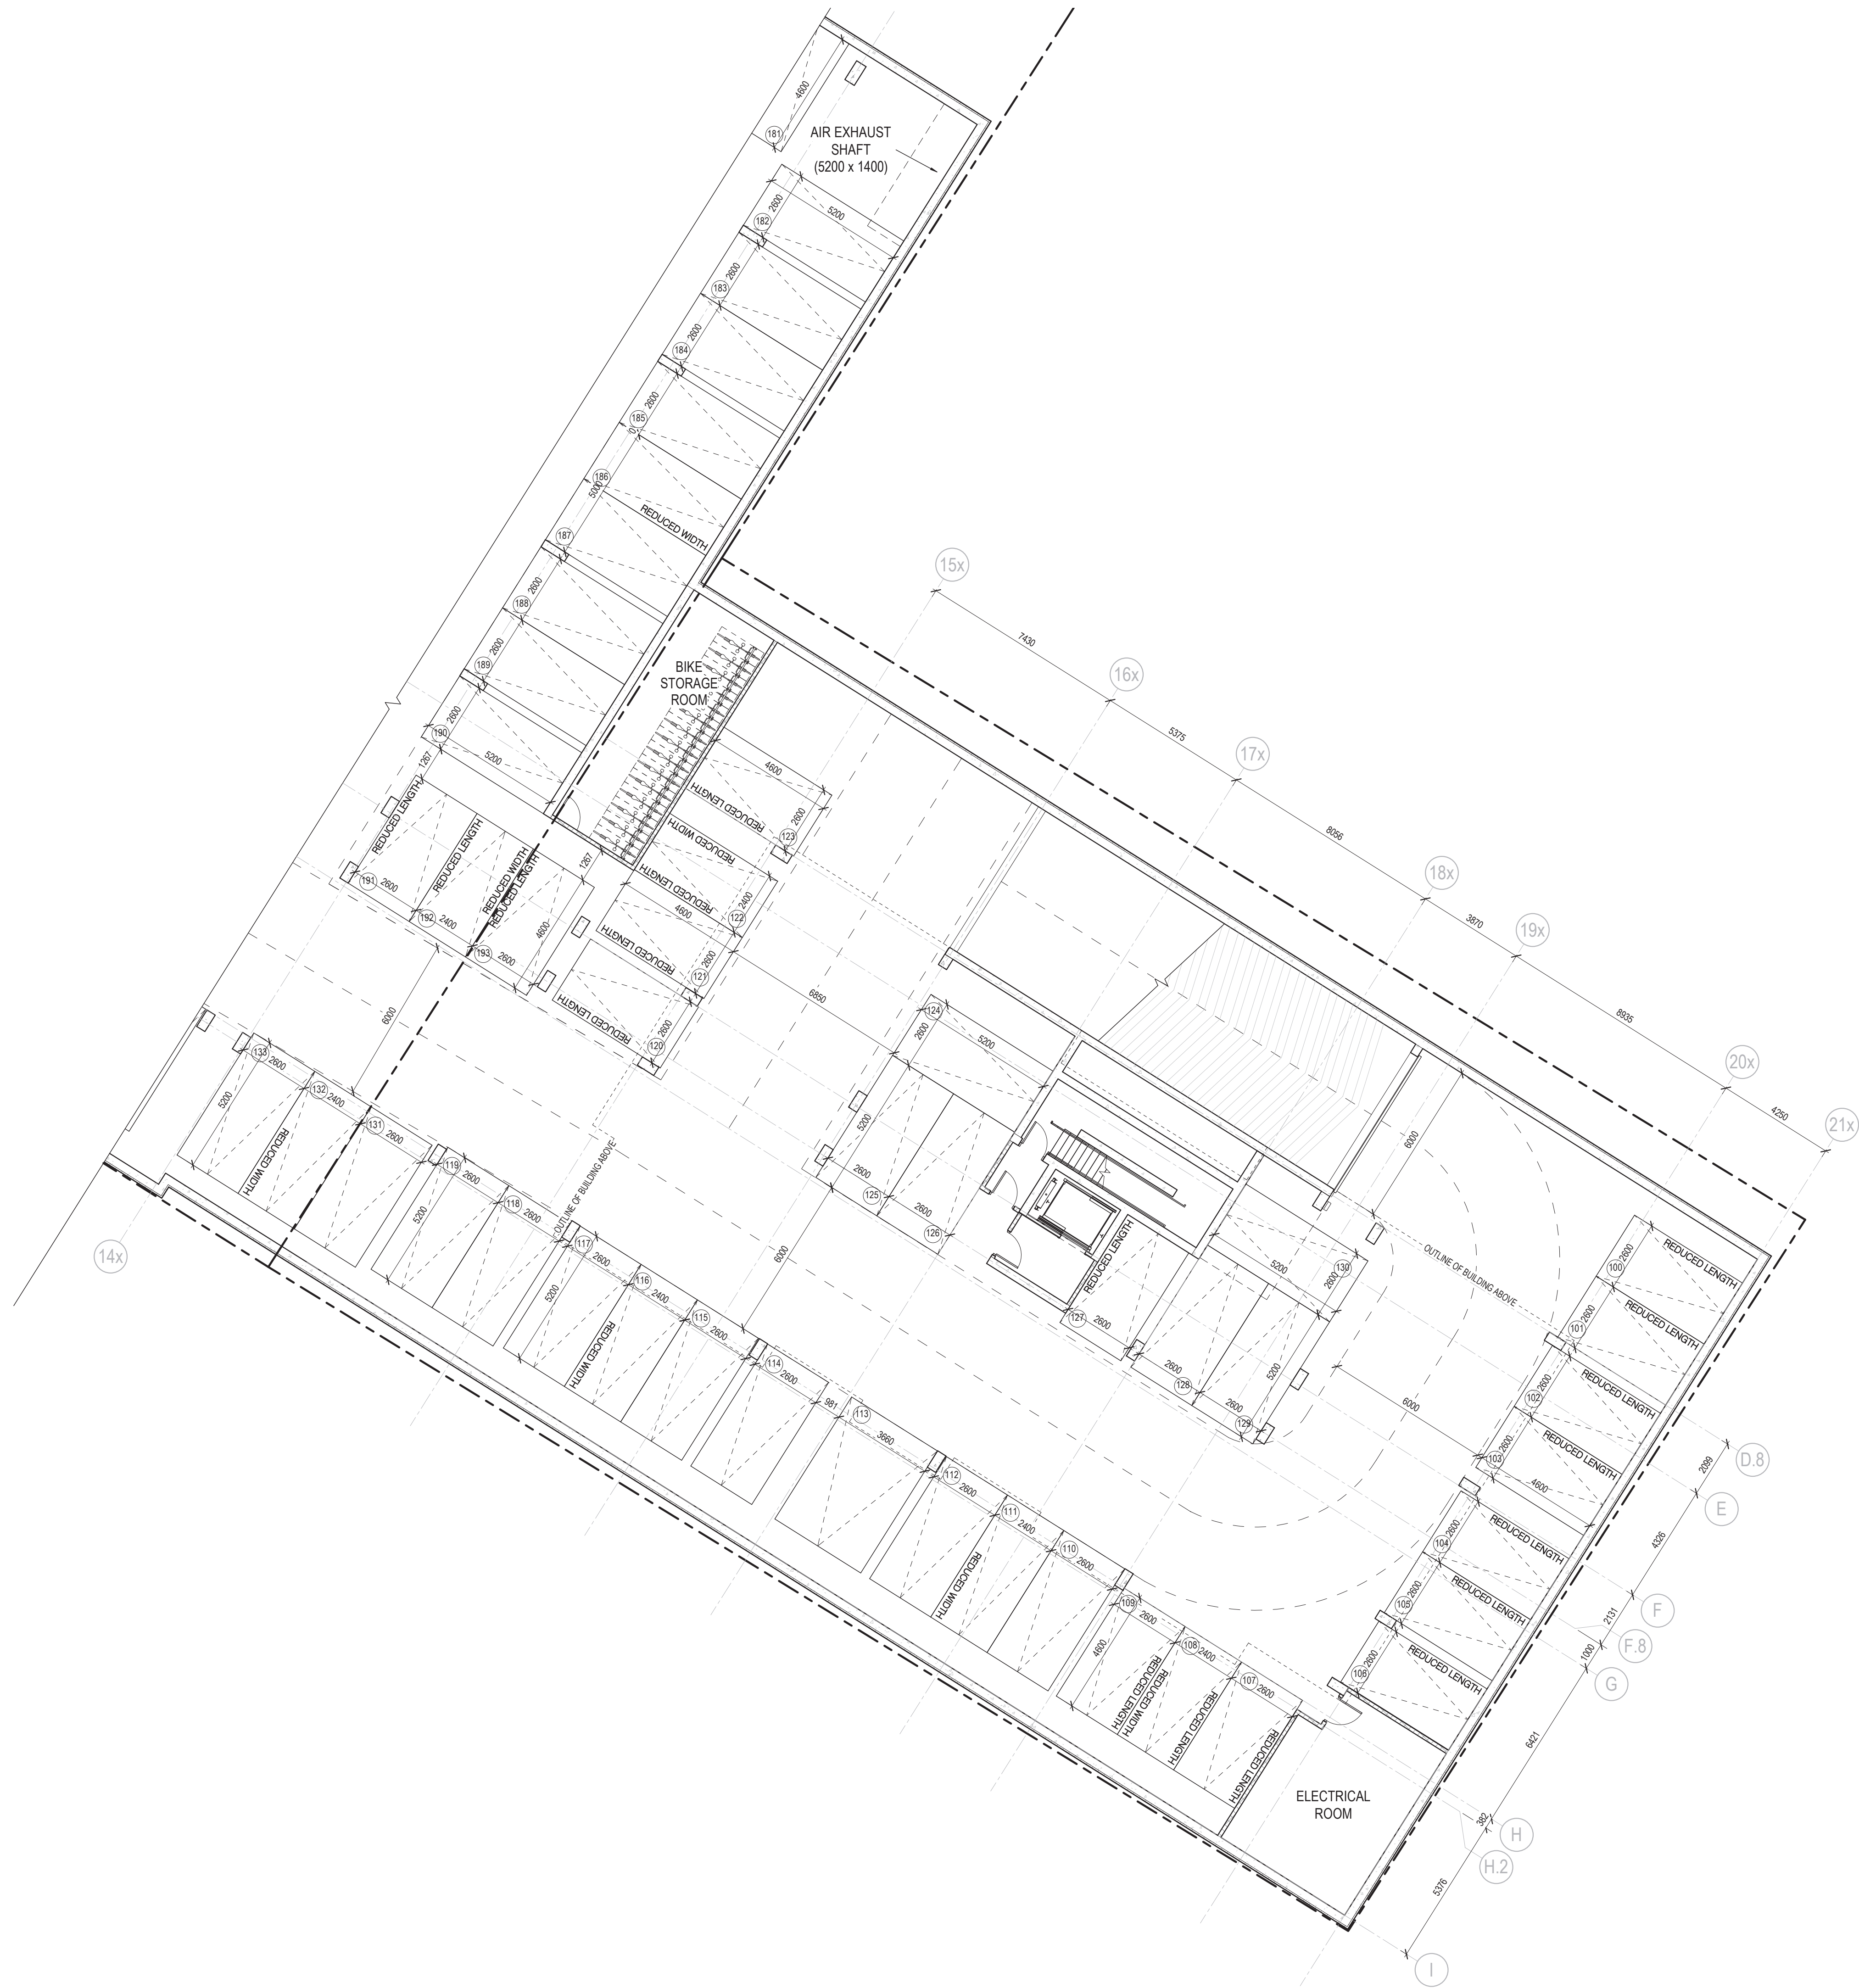 4600
181
AIR EXHAUST
SHAFT
(5200 x 1400)
2600
5200
182
2600
183
2600
184
2600
185
186
5000
REDUCED WIDTH
187
2600
188
2600
189
2600
190
5200
1267
BIKE
STORAGE
ROOM
15x
7430
16x
5375
17x
8056
18x
3870
19x
8935
20x
4250
21x
4600
REDUCED LENGTH
2600
123
REDUCED WIDTH
REDUCED LENGTH
2400
122
4600
REDUCED LENGTH
2600
121
REDUCED LENGTH
2600
120
1267
REDUCED LENGTH
191
2600
REDUCED LENGTH
192
2400
REDUCED WIDTH
REDUCED LENGTH
193
2600
4600
6000
6850
124
2600
5200
5200
2600
125
2600
126
6000
REDUCED LENGTH
127
2600
5200
130
2600
2600
128
5200
2600
129
6000
OUTLINE OF BUILDING ABOVE
6000
133
2600
5200
132
2400
REDUCED WIDTH
131
2600
119
2600
5200
118
2600
OUTLINE OF BUILDING ABOVE
117
2600
5200
116
2400
REDUCED WIDTH
115
2600
114
2600
981
113
3660
112
2600
111
2400
REDUCED WIDTH
110
2600
109
2600
4600
108
2400
REDUCED LENGTH
REDUCED WIDTH
107
2600
REDUCED LENGTH
REDUCED LENGTH
14x
2600
100
REDUCED LENGTH
2600
101
REDUCED LENGTH
2600
102
REDUCED LENGTH
2600
103
REDUCED LENGTH
4600
2600
104
REDUCED LENGTH
2600
105
REDUCED LENGTH
2600
106
REDUCED LENGTH
ELECTRICAL
ROOM
D.8
2099
E
4326
F
2131
F.8
1000
G
6421
H
382
H.2
5376
I